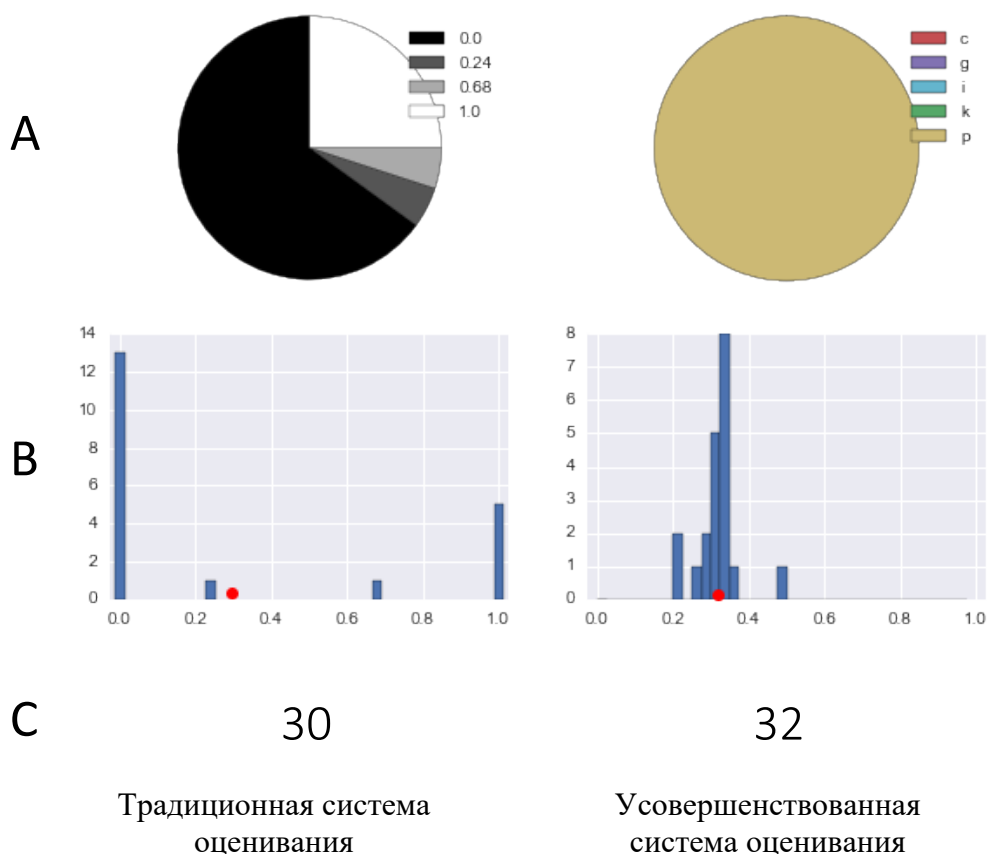 A
0.0
0.24
0.68
1.0
c
g
i
k
p
B
14
12
10
8
6
4
2
0
0.0 0.2 0.4 0.6 0.8 1.0
8
7
6
5
4
3
2
1
0
0.0 0.2 0.4 0.6 0.8 1.0
C
30
32
Традиционная система
оценивания
Усовершенствованная
система оценивания